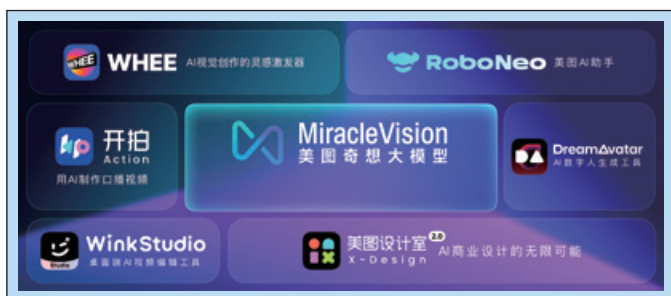 WHEE AI视觉创作的灵感激发器
RoboNeo 美图AI助手
开拍
Action
用AI制作口播视频
MiracleVision
美图奇想大模型
DreamAvatar
AI数字人生成工具
WinkStudio
桌面端AI视频编辑工具
Studio
美图设计室 2.0
X-Design
AI商业设计的无限可能